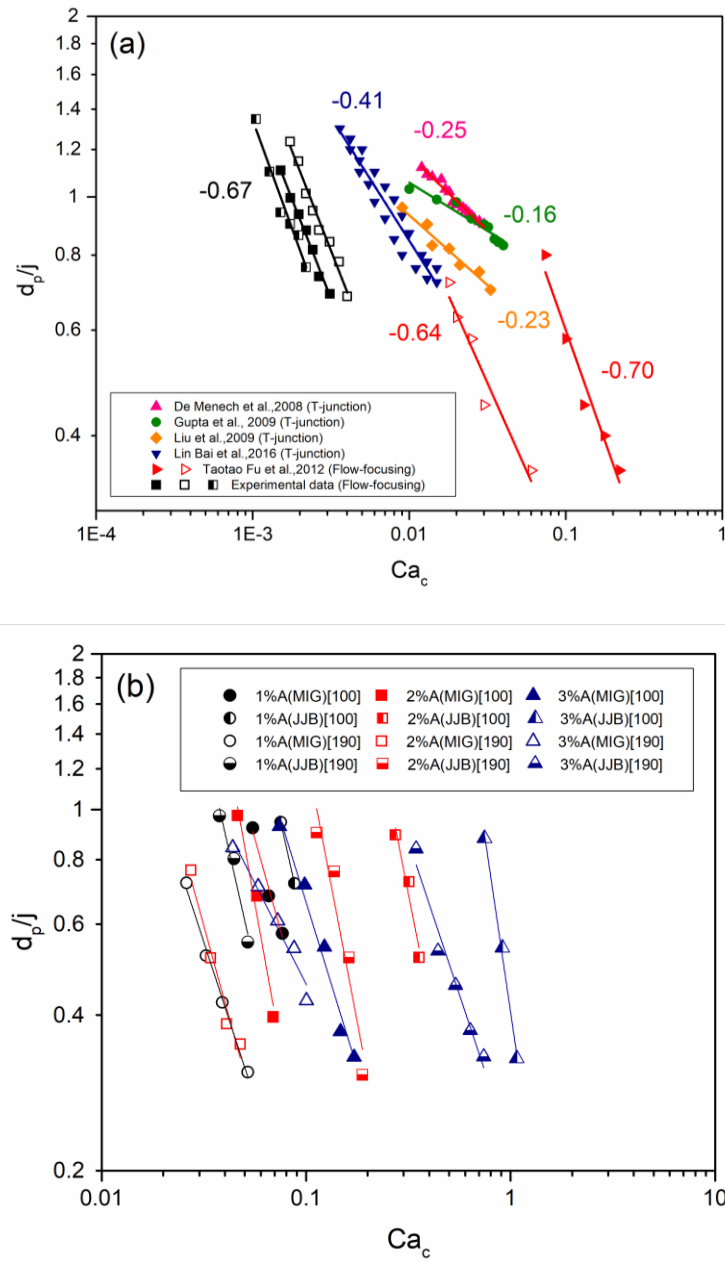 (a)
2
1.8
1.6
1.4
1.2
1
0.8
0.6
0.4
d_p/j
-0.41
-0.25
-0.67
-0.16
-0.23
-0.64
-0.70
De Menech et al.,2008 (T-junction)
Gupta et al., 2009 (T-junction)
Liu et al.,2009 (T-junction)
Lin Bai et al.,2016 (T-junction)
Taotao Fu et al.,2012 (Flow-focusing)
Experimental data (Flow-focusing)
1E-4 1E-3 0.01 0.1 1
Ca_c
(b)
2
1.8
1.6
1.4
1.2
1
0.8
0.6
0.4
0.2
d_p/j
1%A(MIG)[100] 2%A(MIG)[100] 3%A(MIG)[100]
1%A(JJB)[100] 2%A(JJB)[100] 3%A(JJB)[100]
1%A(MIG)[190] 2%A(MIG)[190] 3%A(MIG)[190]
1%A(JJB)[190] 2%A(JJB)[190] 3%A(JJB)[190]
0.01 0.1 1 10
Ca_c